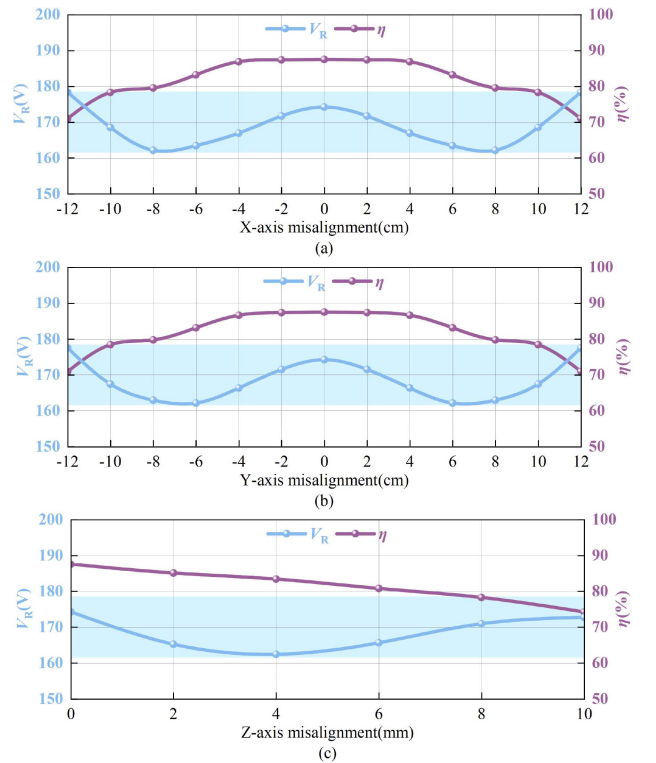 200 100
V_R η
190 90
180 80
170 70
160 60
150 50
V_R(V)
η(%)
-12 -10 -8 -6 -4 -2 0 2 4 6 8 10 12
X-axis misalignment(cm)
(a)
200 100
V_R η
190 90
180 80
170 70
160 60
150 50
V_R(V)
η(%)
-12 -10 -8 -6 -4 -2 0 2 4 6 8 10 12
Y-axis misalignment(cm)
(b)
200 100
V_R η
190 90
180 80
170 70
160 60
150 50
V_R(V)
η(%)
0 2 4 6 8 10
Z-axis misalignment(mm)
(c)